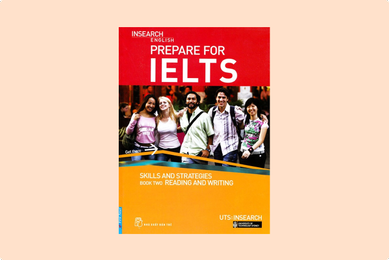 INSEARCH
ENGLISH
PREPARE FOR
IELTS
SKILLS AND STRATEGIES
BOOK TWO READING AND WRITING
UTS:INSEARCH